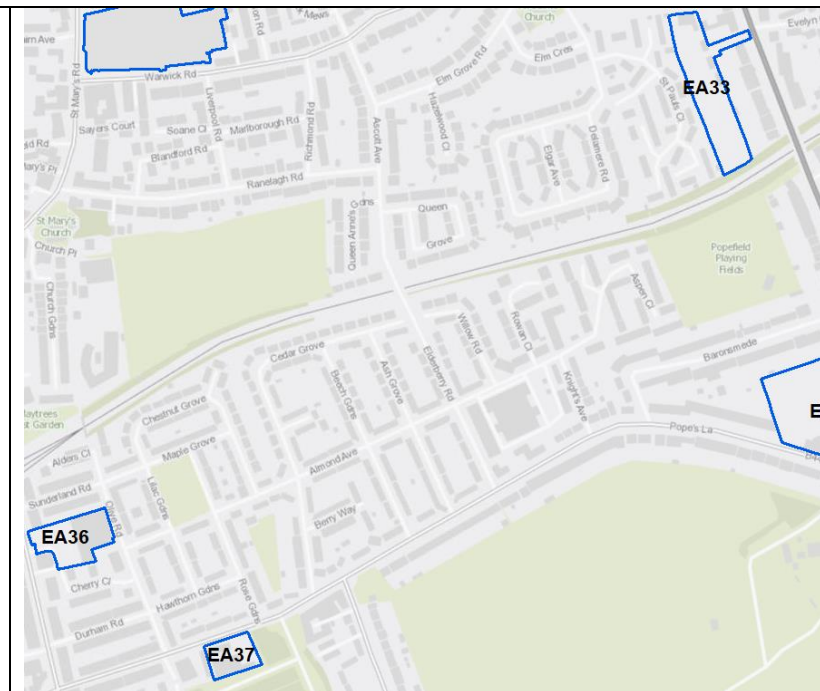 Mews
Evelyn
Church
Elm Cres
Elm Grove Rd
Warwick Rd
St Mary's Rd
EA33
St Pauls Cl
Liverpool Rd
Richmond Rd
Ascott Ave
Hazelwood Cl
Sayers Court
Soane Cl
Marlborough Rd
Delamere Rd
Blandford Rd
Elgar Ave
Ranelagh Rd
Queen Anne's Gdns
Queen
Grove
St Mary's
Church
Church Pl
Popefield
Playing
Fields
Church Gdns
Aspen Cl
Willow Rd
Rowan Cl
Cedar Grove
Elderberry Rd
Ash Grove
Beech Gdns
Baronsmede
Knight's Ave
Chestnut Grove
Pope's La
Maple Grove
Alders Cl
Almond Ave
Sunderland Rd
Lilac Gdns
Olive Rd
Berry Way
EA36
Cherry Cl
Hawthorn Gdns
Rose Gdns
Durham Rd
EA37